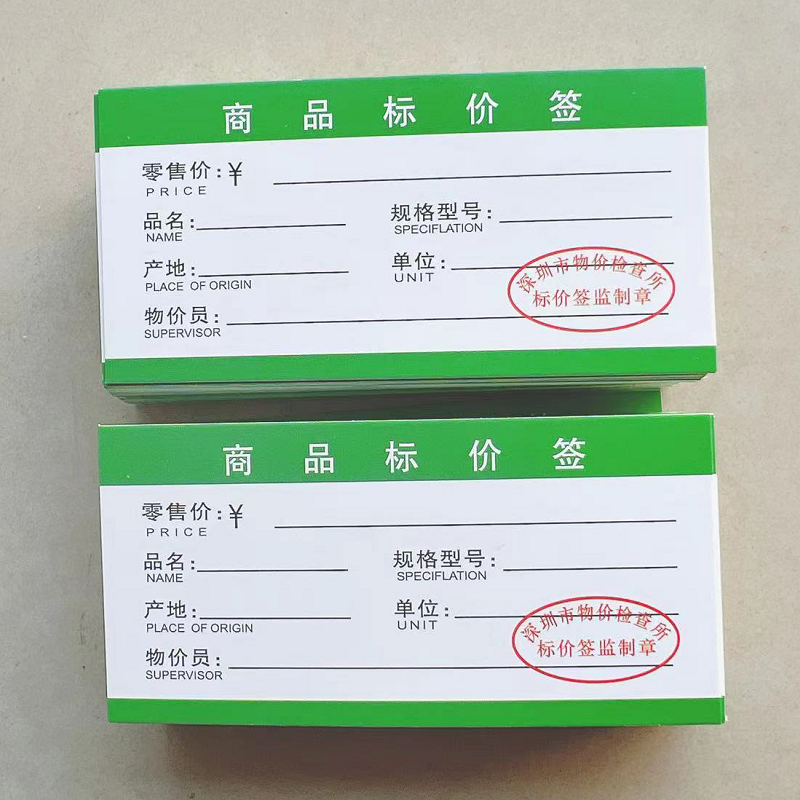 商品标价签
零售价:¥
PRICE
品名: 规格型号:
NAME SPECIFLATION
产地: 单位:
PLACE OF ORIGIN UNIT
深圳市物价检查所
标价签监制章
物价员:
SUPERVISOR
商品标价签
零售价:¥
PRICE
品名: 规格型号:
NAME SPECIFLATION
产地: 单位:
PLACE OF ORIGIN UNIT
深圳市物价检查所
标价签监制章
物价员:
SUPERVISOR